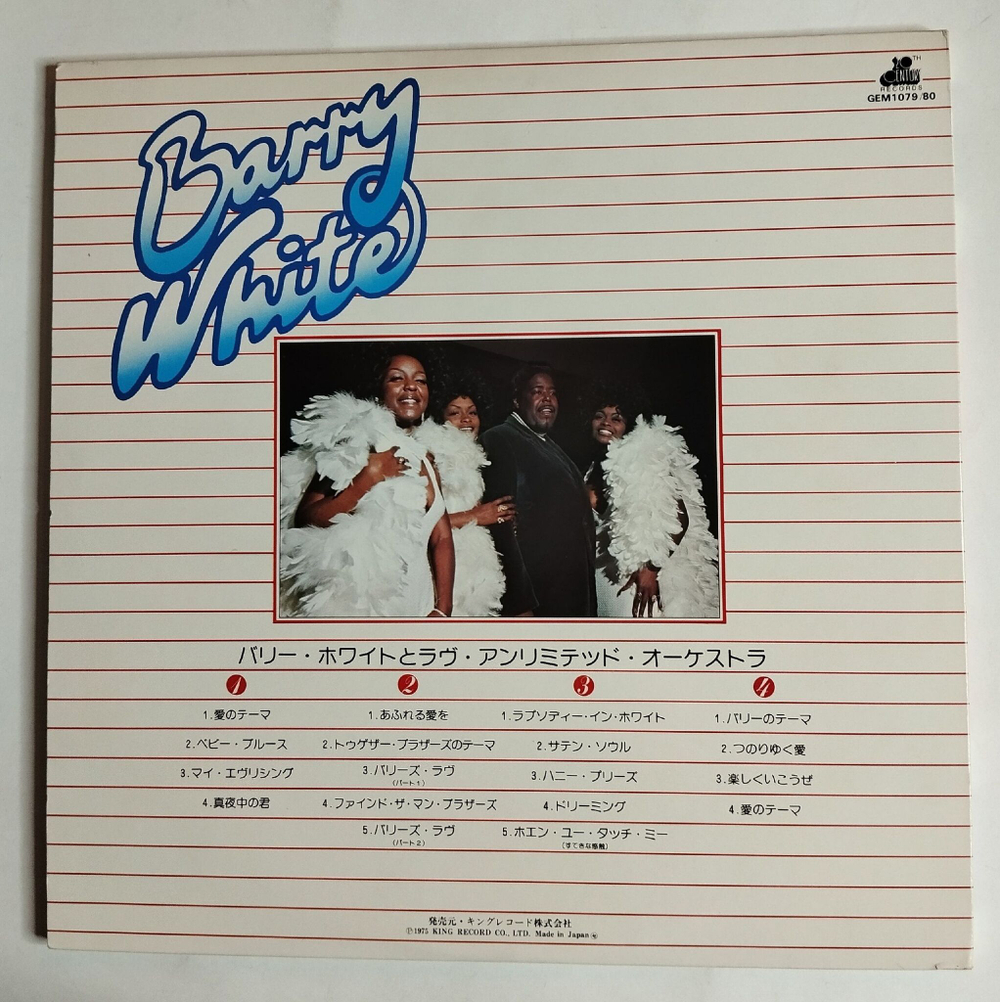 Barry
White
20TH
CENTURY
RECORDS
GEM1079/80
バリー・ホワイトとラヴ・アンリミテッド・オーケストラ
1
1.愛のテーマ
2.ベビー・ブルース
3.マイ・エヴリシング
4.真夜中の君
2
1.あふれる愛を
2.トゥゲザー・ブラザーズのテーマ
3.バリーズ・ラヴ
(パート1)
4.ファインド・ザ・マン・ブラザーズ
5.バリーズ・ラヴ
(パート2)
3
1.ラプソディー・イン・ホワイト
2.サテン・ソウル
3.ハニー・プリーズ
4.ドリーミング
5.ホエン・ユー・タッチ・ミー
(すてきな感触)
4
1.バリーのテーマ
2.つのりゆく愛
3.楽しくいこうぜ
4.愛のテーマ
発売元・キングレコード株式会社
Ⓟ1975 KING RECORD CO., LTD. Made in Japan